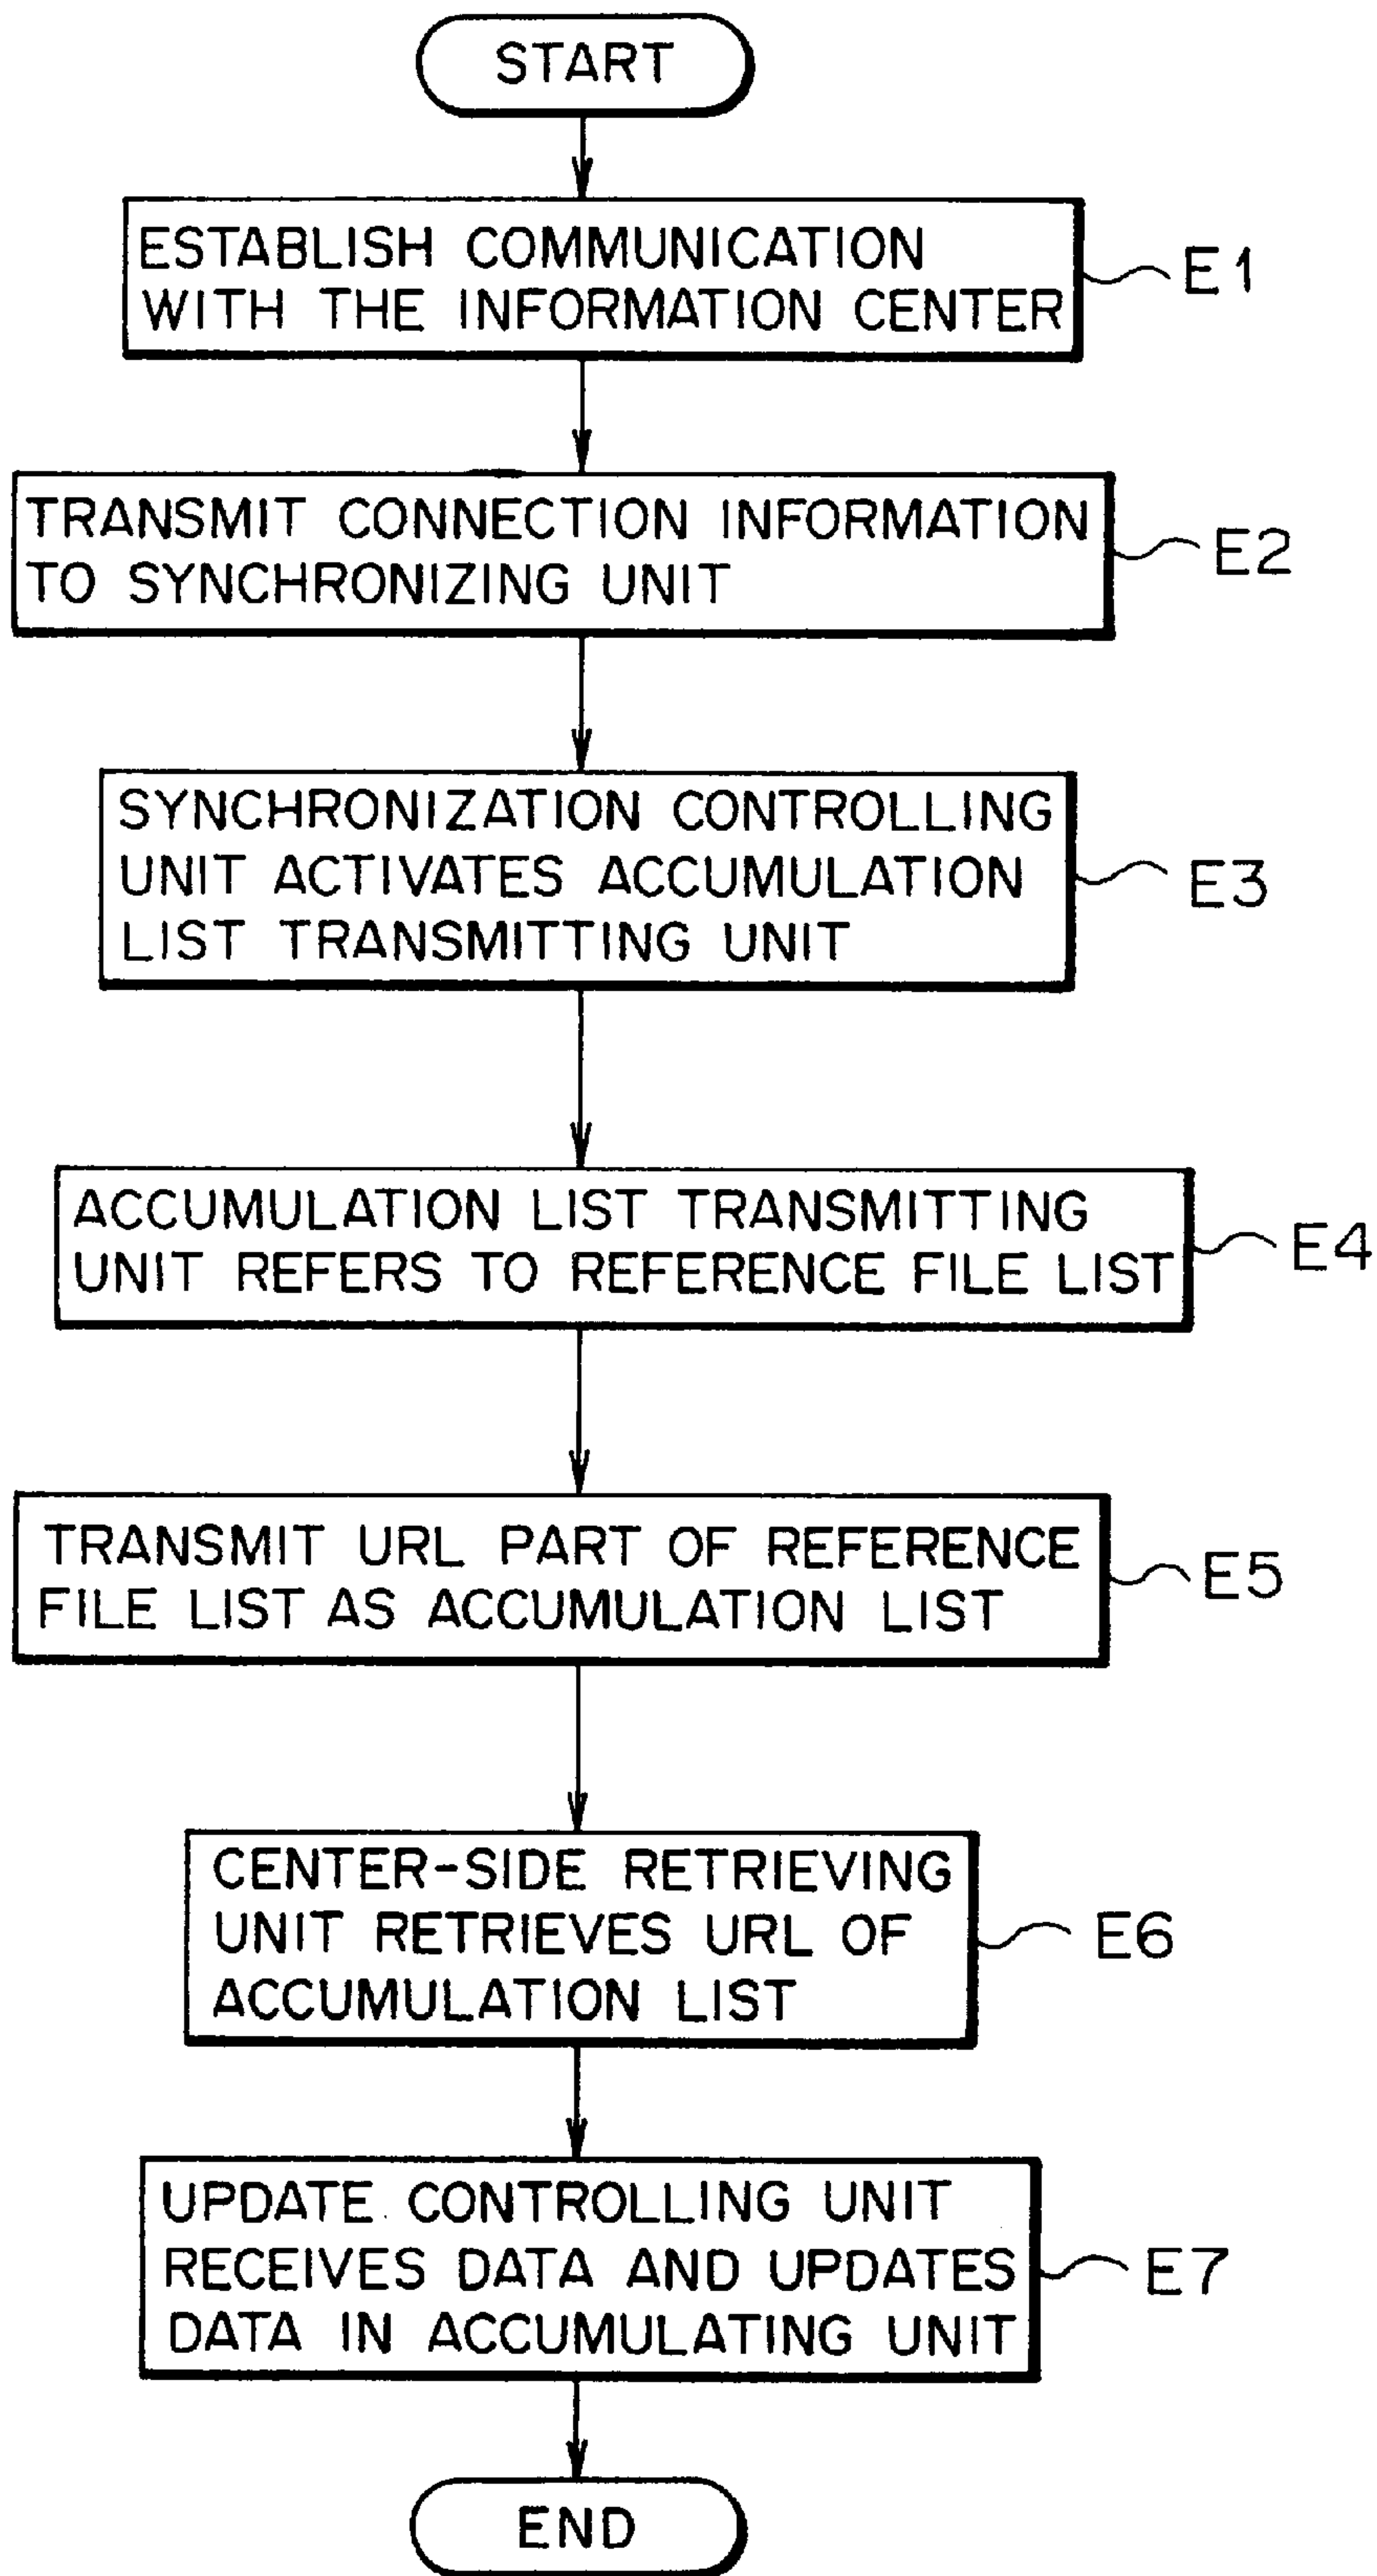 START
ESTABLISH COMMUNICATION
WITH THE INFORMATION CENTER
E1
TRANSMIT CONNECTION INFORMATION
TO SYNCHRONIZING UNIT
E2
SYNCHRONIZATION CONTROLLING
UNIT ACTIVATES ACCUMULATION
LIST TRANSMITTING UNIT
E3
ACCUMULATION LIST TRANSMITTING
UNIT REFERS TO REFERENCE FILE LIST
E4
TRANSMIT URL PART OF REFERENCE
FILE LIST AS ACCUMULATION LIST
E5
CENTER-SIDE RETRIEVING
UNIT RETRIEVES URL OF
ACCUMULATION LIST
E6
UPDATE CONTROLLING UNIT
RECEIVES DATA AND UPDATES
DATA IN ACCUMULATING UNIT
E7
END